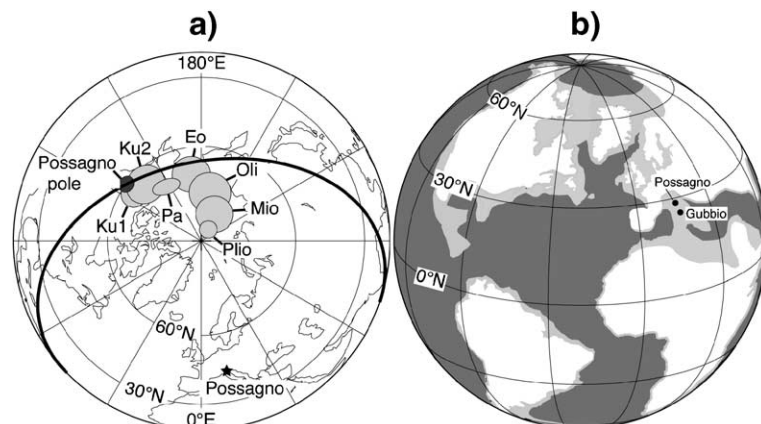 a)
180°E
Eo
Ku2
Possagno
pole
Oli
Mio
Pa
Ku1
Plio
60°N
30°N
Possagno
0°E
b)
60°N
30°N
Possagno
Gubbio
0°N